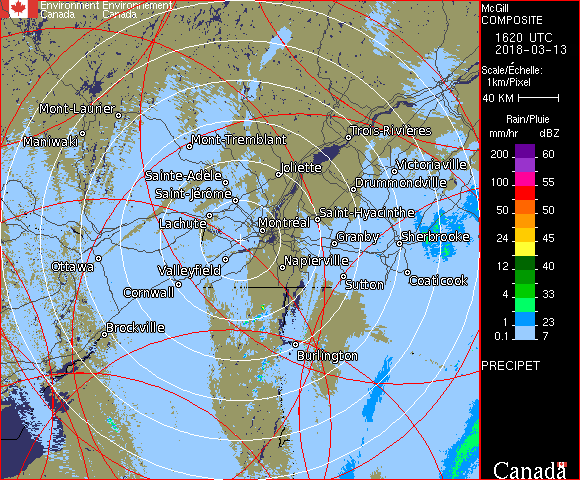 Environment Environnement
Canada Canada
McGill
COMPOSITE
1620 UTC
2018-03-13
Scale/Échelle:
1km/Pixel
40 KM
Rain/Pluie
mm/hr dBZ
200 60
100 55
50 50
24 45
12 40
4 33
1 23
0.1 7
PRECIPET
Canada
Mont-Laurier
Maniwaki
Mont-Tremblant
Trois-Rivières
Joliette
Victoriaville
Sainte-Adèle
Drummondville
Saint-Jérôme
Lachute
Montréal
Saint-Hyacinthe
Granby
Sherbrooke
Ottawa
Valleyfield
Napierville
Cornwall
Sutton
Coaticook
Brockville
Burlington